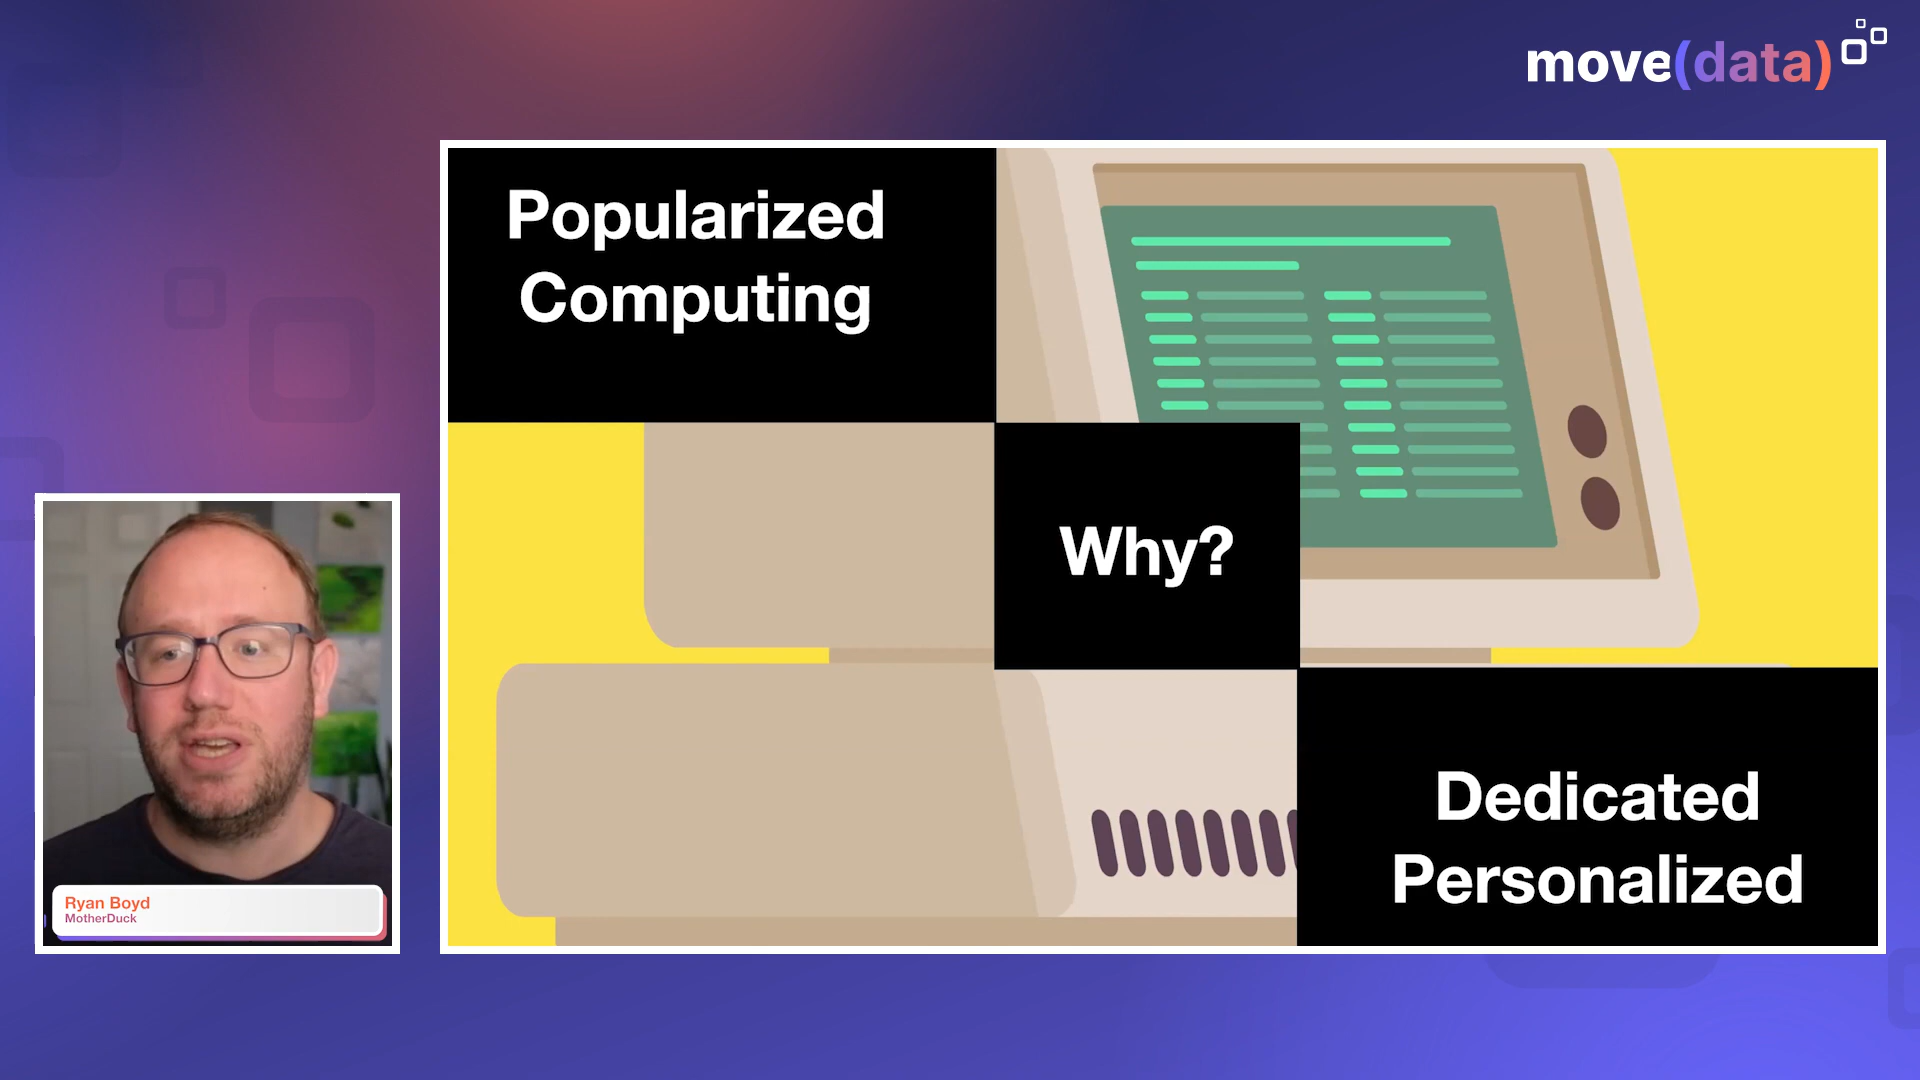 move(data)
Popularized
Computing
Why?
Dedicated
Personalized
Ryan Boyd
MotherDuck